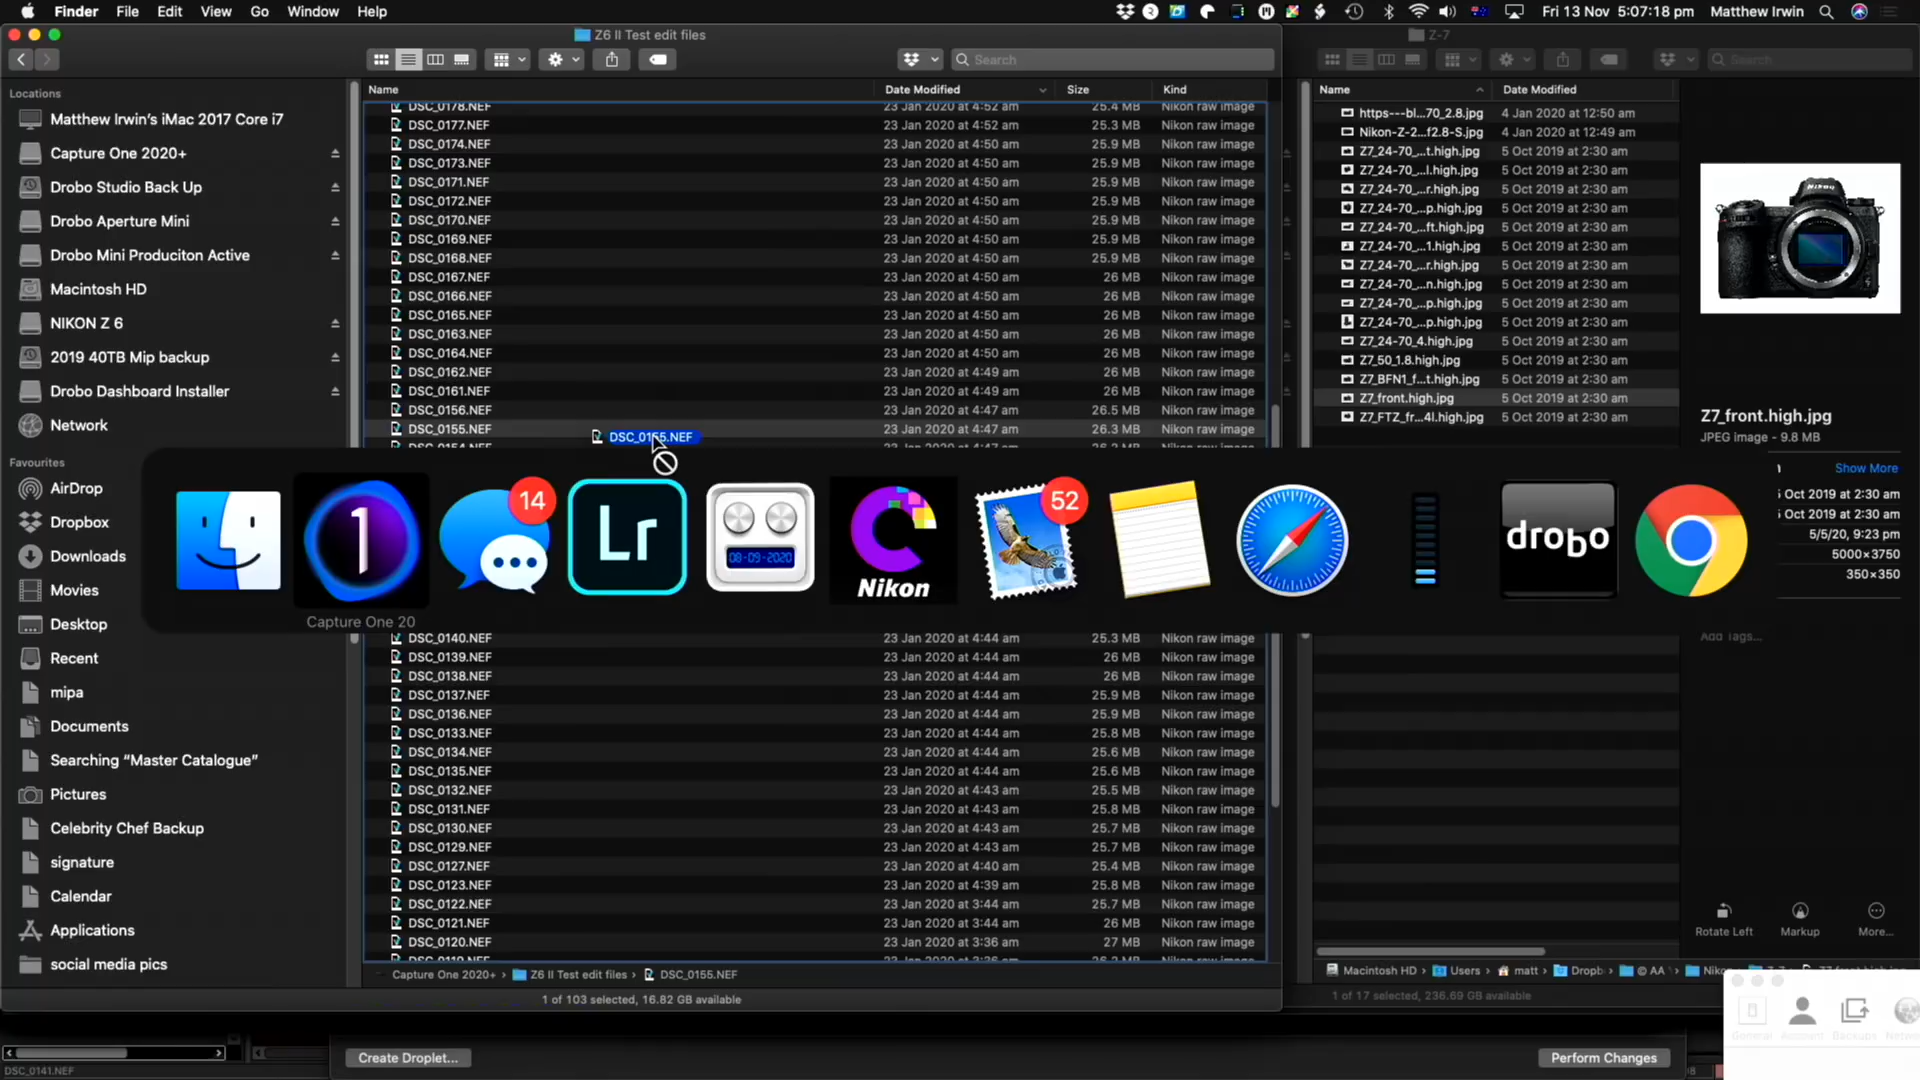 Finder File Edit View Go Window Help
Fri 13 Nov 5:07:18 pm Matthew Irwin
Z6 II Test edit files
Search
Z-7
Search
Locations
Matthew Irwin's iMac 2017 Core i7
Capture One 2020+
Drobo Studio Back Up
Drobo Aperture Mini
Drobo Mini Produciton Active
Macintosh HD
NIKON Z 6
2019 40TB Mip backup
Drobo Dashboard Installer
Network
Favourites
AirDrop
Dropbox
Downloads
Movies
Desktop
Recent
mipa
Documents
Searching “Master Catalogue”
Pictures
Celebrity Chef Backup
signature
Calendar
Applications
social media pics
Name Date Modified Size Kind
DSC_0178.NEF 23 Jan 2020 at 4:52 am 25.4 MB Nikon raw image
DSC_0177.NEF 23 Jan 2020 at 4:52 am 25.3 MB Nikon raw image
DSC_0174.NEF 23 Jan 2020 at 4:50 am 25.9 MB Nikon raw image
DSC_0173.NEF 23 Jan 2020 at 4:50 am 25.9 MB Nikon raw image
DSC_0171.NEF 23 Jan 2020 at 4:50 am 25.9 MB Nikon raw image
DSC_0172.NEF 23 Jan 2020 at 4:50 am 25.9 MB Nikon raw image
DSC_0170.NEF 23 Jan 2020 at 4:50 am 25.9 MB Nikon raw image
DSC_0169.NEF 23 Jan 2020 at 4:50 am 25.9 MB Nikon raw image
DSC_0168.NEF 23 Jan 2020 at 4:50 am 25.9 MB Nikon raw image
DSC_0167.NEF 23 Jan 2020 at 4:50 am 26 MB Nikon raw image
DSC_0166.NEF 23 Jan 2020 at 4:50 am 26 MB Nikon raw image
DSC_0165.NEF 23 Jan 2020 at 4:50 am 26 MB Nikon raw image
DSC_0163.NEF 23 Jan 2020 at 4:50 am 26 MB Nikon raw image
DSC_0164.NEF 23 Jan 2020 at 4:50 am 26 MB Nikon raw image
DSC_0162.NEF 23 Jan 2020 at 4:49 am 26 MB Nikon raw image
DSC_0161.NEF 23 Jan 2020 at 4:49 am 26 MB Nikon raw image
DSC_0156.NEF 23 Jan 2020 at 4:47 am 26.5 MB Nikon raw image
DSC_0155.NEF 23 Jan 2020 at 4:47 am 26.3 MB Nikon raw image
DSC_0155.NEF
14
Lr
08-09-2020
Nikon
52
drobo
Capture One 20
DSC_0140.NEF 23 Jan 2020 at 4:44 am 25.3 MB Nikon raw image
DSC_0139.NEF 23 Jan 2020 at 4:44 am 26 MB Nikon raw image
DSC_0138.NEF 23 Jan 2020 at 4:44 am 26 MB Nikon raw image
DSC_0137.NEF 23 Jan 2020 at 4:44 am 25.9 MB Nikon raw image
DSC_0136.NEF 23 Jan 2020 at 4:44 am 25.9 MB Nikon raw image
DSC_0133.NEF 23 Jan 2020 at 4:44 am 25.8 MB Nikon raw image
DSC_0134.NEF 23 Jan 2020 at 4:44 am 25.6 MB Nikon raw image
DSC_0135.NEF 23 Jan 2020 at 4:44 am 25.6 MB Nikon raw image
DSC_0132.NEF 23 Jan 2020 at 4:43 am 25.5 MB Nikon raw image
DSC_0131.NEF 23 Jan 2020 at 4:43 am 25.8 MB Nikon raw image
DSC_0130.NEF 23 Jan 2020 at 4:43 am 25.7 MB Nikon raw image
DSC_0129.NEF 23 Jan 2020 at 4:43 am 25.7 MB Nikon raw image
DSC_0127.NEF 23 Jan 2020 at 4:40 am 25.4 MB Nikon raw image
DSC_0123.NEF 23 Jan 2020 at 4:39 am 25.8 MB Nikon raw image
DSC_0122.NEF 23 Jan 2020 at 3:44 am 25.7 MB Nikon raw image
DSC_0121.NEF 23 Jan 2020 at 3:44 am 26 MB Nikon raw image
DSC_0120.NEF 23 Jan 2020 at 3:36 am 27 MB Nikon raw image
Capture One 2020+ › Z6 II Test edit files › DSC_0155.NEF
1 of 103 selected, 16.82 GB available
Name Date Modified
https---bl...70_2.8.jpg 4 Jan 2020 at 12:50 am
Nikon-Z-2...f2.8-S.jpg 4 Jan 2020 at 12:49 am
Z7_24-70_...t.high.jpg 5 Oct 2019 at 2:30 am
Z7_24-70_...l.high.jpg 5 Oct 2019 at 2:30 am
Z7_24-70_...r.high.jpg 5 Oct 2019 at 2:30 am
Z7_24-70_...p.high.jpg 5 Oct 2019 at 2:30 am
Z7_24-70_...ft.high.jpg 5 Oct 2019 at 2:30 am
Z7_24-70_...1.high.jpg 5 Oct 2019 at 2:30 am
Z7_24-70_...r.high.jpg 5 Oct 2019 at 2:30 am
Z7_24-70_...n.high.jpg 5 Oct 2019 at 2:30 am
Z7_24-70_...p.high.jpg 5 Oct 2019 at 2:30 am
Z7_24-70_...p.high.jpg 5 Oct 2019 at 2:30 am
Z7_24-70_4.high.jpg 5 Oct 2019 at 2:30 am
Z7_50_1.8.high.jpg 5 Oct 2019 at 2:30 am
Z7_BFN1_f...t.high.jpg 5 Oct 2019 at 2:30 am
Z7_front.high.jpg 5 Oct 2019 at 2:30 am
Z7_FTZ_fr...4l.high.jpg 5 Oct 2019 at 2:30 am
Nikon
Z7_front.high.jpg
JPEG image - 9.8 MB
Show More
5 Oct 2019 at 2:30 am
5 Oct 2019 at 2:30 am
5/5/20, 9:23 pm
5000×3750
350×350
Add Tags...
Rotate Left Markup More...
Macintosh HD › Users › matt › Dropb › © AA › Niko
1 of 17 selected, 236.69 GB available
General Account Backups
Create Droplet... Perform Changes
DSC_0141.NEF